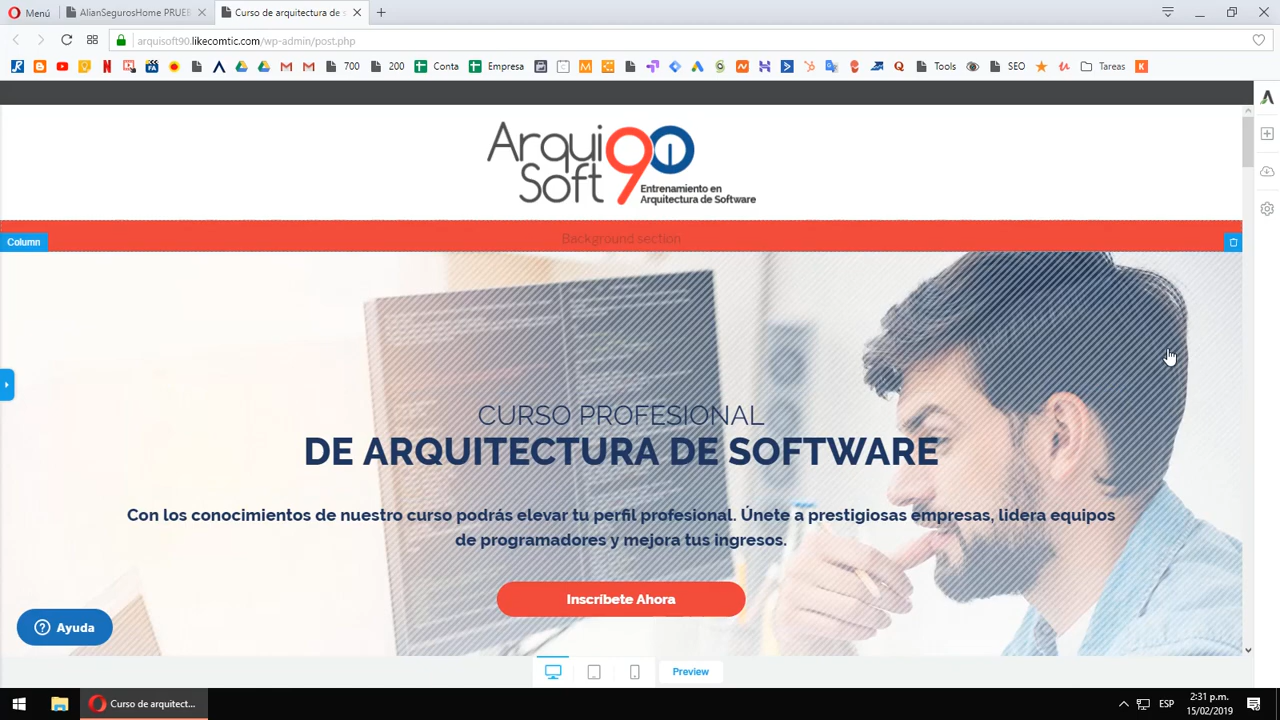 Menú
AlianSegurosHome PRUE
Curso de arquitectura de s
arquisoft90.likecomtic.com/wp-admin/post.php
700
200
Conta
Empresa
Tools
SEO
Tareas
Arqui
Soft
90
Entrenamiento en
Arquitectura de Software
Background section
Column
CURSO PROFESIONAL
DE ARQUITECTURA DE SOFTWARE
Con los conocimientos de nuestro curso podrás elevar tu perfil profesional. Únete a prestigiosas empresas, lidera equipos
de programadores y mejora tus ingresos.
Inscríbete Ahora
Ayuda
Preview
Curso de arquitect...
ESP
2:31 p.m.
15/02/2019